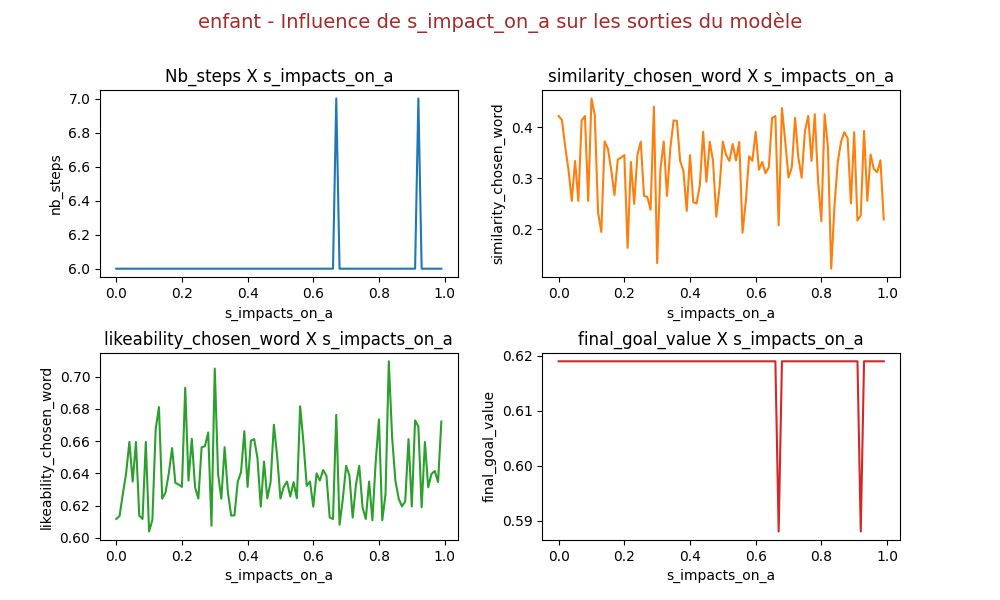 enfant - Influence de s_impact_on_a sur les sorties du modèle
Nb_steps X s_impacts_on_a
nb_steps
7.0
6.8
6.6
6.4
6.2
6.0
0.0 0.2 0.4 0.6 0.8 1.0
s_impacts_on_a
similarity_chosen_word X s_impacts_on_a
similarity_chosen_word
0.4
0.3
0.2
0.0 0.2 0.4 0.6 0.8 1.0
s_impacts_on_a
likeability_chosen_word X s_impacts_on_a
likeability_chosen_word
0.70
0.68
0.66
0.64
0.62
0.60
0.0 0.2 0.4 0.6 0.8 1.0
s_impacts_on_a
final_goal_value X s_impacts_on_a
final_goal_value
0.62
0.61
0.60
0.59
0.0 0.2 0.4 0.6 0.8 1.0
s_impacts_on_a